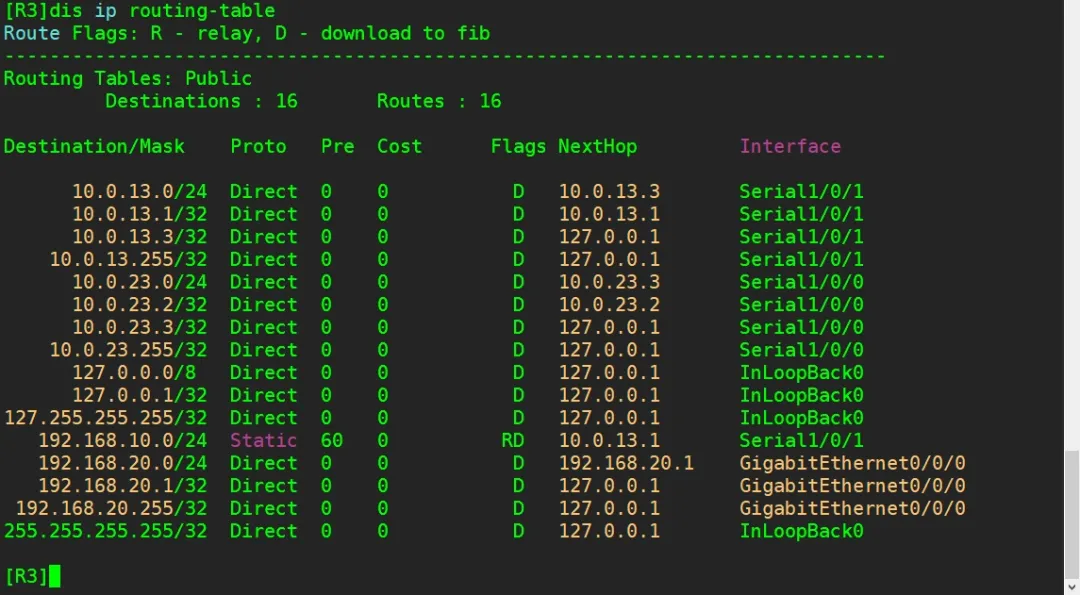 [R3]dis ip routing-table
Route Flags: R - relay, D - download to fib
------------------------------------------------------------------------------
Routing Tables: Public
         Destinations : 16       Routes : 16

Destination/Mask    Proto   Pre  Cost      Flags NextHop         Interface

      10.0.13.0/24  Direct  0    0           D   10.0.13.3       Serial1/0/1
      10.0.13.1/32  Direct  0    0           D   10.0.13.1       Serial1/0/1
      10.0.13.3/32  Direct  0    0           D   127.0.0.1       Serial1/0/1
    10.0.13.255/32  Direct  0    0           D   127.0.0.1       Serial1/0/1
      10.0.23.0/24  Direct  0    0           D   10.0.23.3       Serial1/0/0
      10.0.23.2/32  Direct  0    0           D   10.0.23.2       Serial1/0/0
      10.0.23.3/32  Direct  0    0           D   127.0.0.1       Serial1/0/0
    10.0.23.255/32  Direct  0    0           D   127.0.0.1       Serial1/0/0
      127.0.0.0/8   Direct  0    0           D   127.0.0.1       InLoopBack0
      127.0.0.1/32  Direct  0    0           D   127.0.0.1       InLoopBack0
127.255.255.255/32  Direct  0    0           D   127.0.0.1       InLoopBack0
   192.168.10.0/24  Static  60   0          RD   10.0.13.1       Serial1/0/1
   192.168.20.0/24  Direct  0    0           D   192.168.20.1    GigabitEthernet0/0/0
   192.168.20.1/32  Direct  0    0           D   127.0.0.1       GigabitEthernet0/0/0
 192.168.20.255/32  Direct  0    0           D   127.0.0.1       GigabitEthernet0/0/0
255.255.255.255/32  Direct  0    0           D   127.0.0.1       InLoopBack0

[R3]